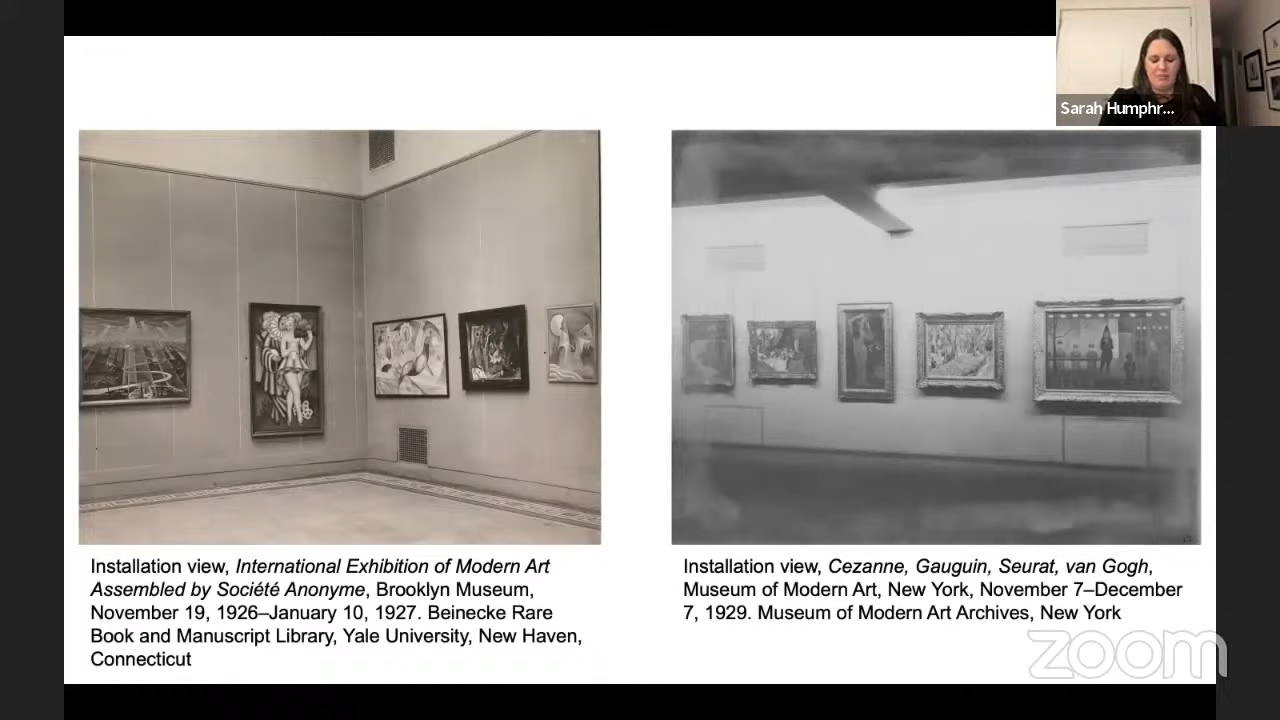 Sarah Humphr...
Installation view, International Exhibition of Modern Art
Assembled by Société Anonyme, Brooklyn Museum,
November 19, 1926–January 10, 1927. Beinecke Rare
Book and Manuscript Library, Yale University, New Haven,
Connecticut
Installation view, Cezanne, Gauguin, Seurat, van Gogh,
Museum of Modern Art, New York, November 7–December
7, 1929. Museum of Modern Art Archives, New York
zoom